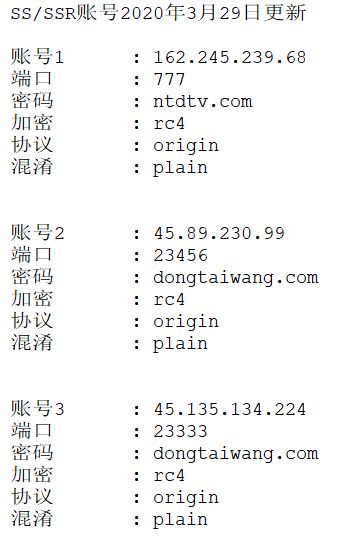 SS/SSR账号2020年3月29日更新
账号1 : 162.245.239.68
端口 : 777
密码 : ntdtv.com
加密 : rc4
协议 : origin
混淆 : plain
账号2 : 45.89.230.99
端口 : 23456
密码 : dongtaiwang.com
加密 : rc4
协议 : origin
混淆 : plain
账号3 : 45.135.134.224
端口 : 23333
密码 : dongtaiwang.com
加密 : rc4
协议 : origin
混淆 : plain